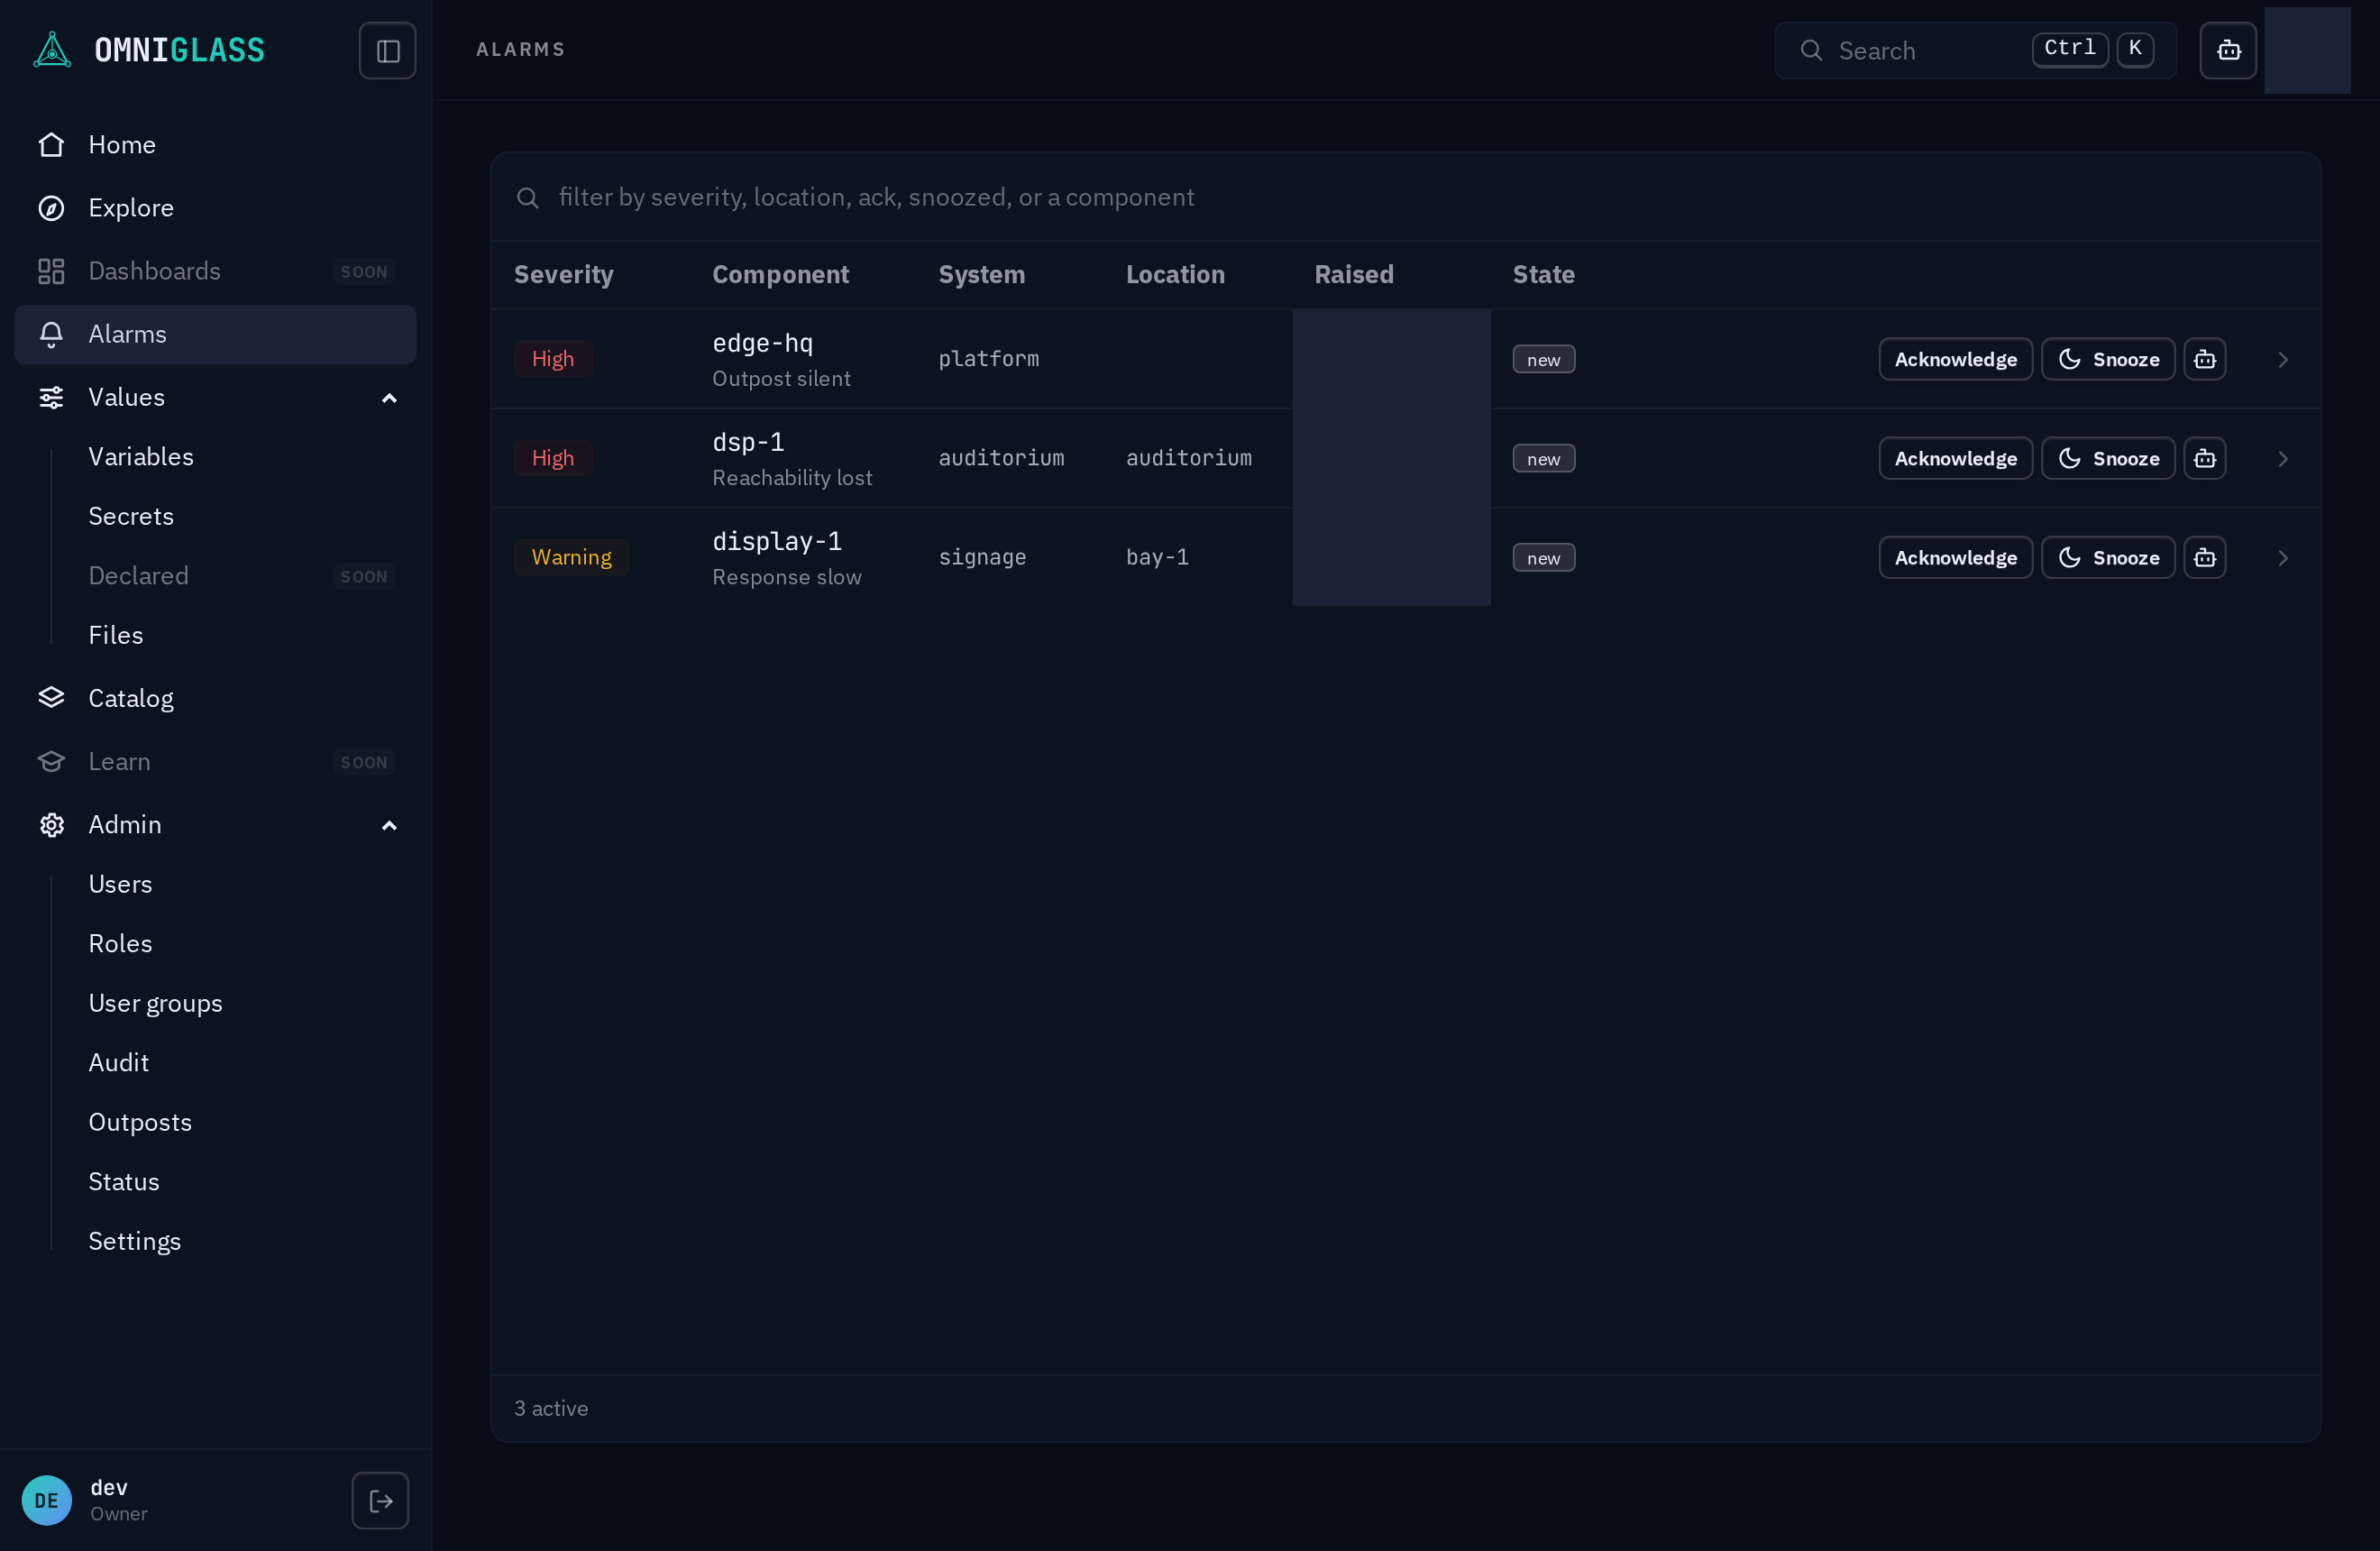 OMNIGLASS
ALARMS
Search
Ctrl
K
Home
Explore
Dashboards
SOON
Alarms
Values
Variables
Secrets
Declared
SOON
Files
Catalog
Learn
SOON
Admin
Users
Roles
User groups
Audit
Outposts
Status
Settings
DE
dev
Owner
filter by severity, location, ack, snoozed, or a component
Severity Component System Location Raised State
High edge-hq platform new Acknowledge Snooze
Outpost silent
High dsp-1 auditorium auditorium new Acknowledge Snooze
Reachability lost
Warning display-1 signage bay-1 new Acknowledge Snooze
Response slow
3 active